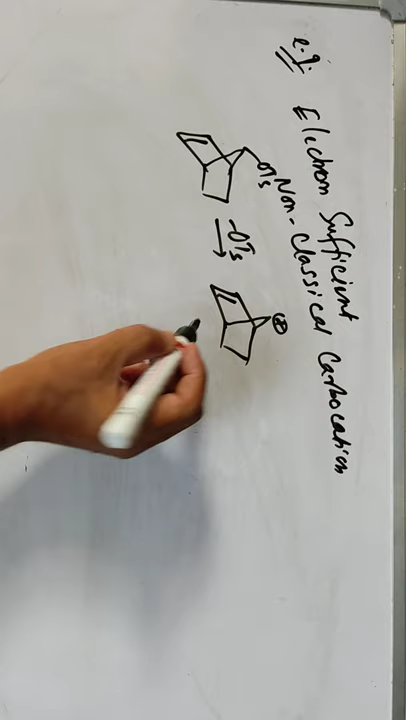 e.g. Electron Sufficient
Non-Classical Carbocation
OTs
-OTs
⊕